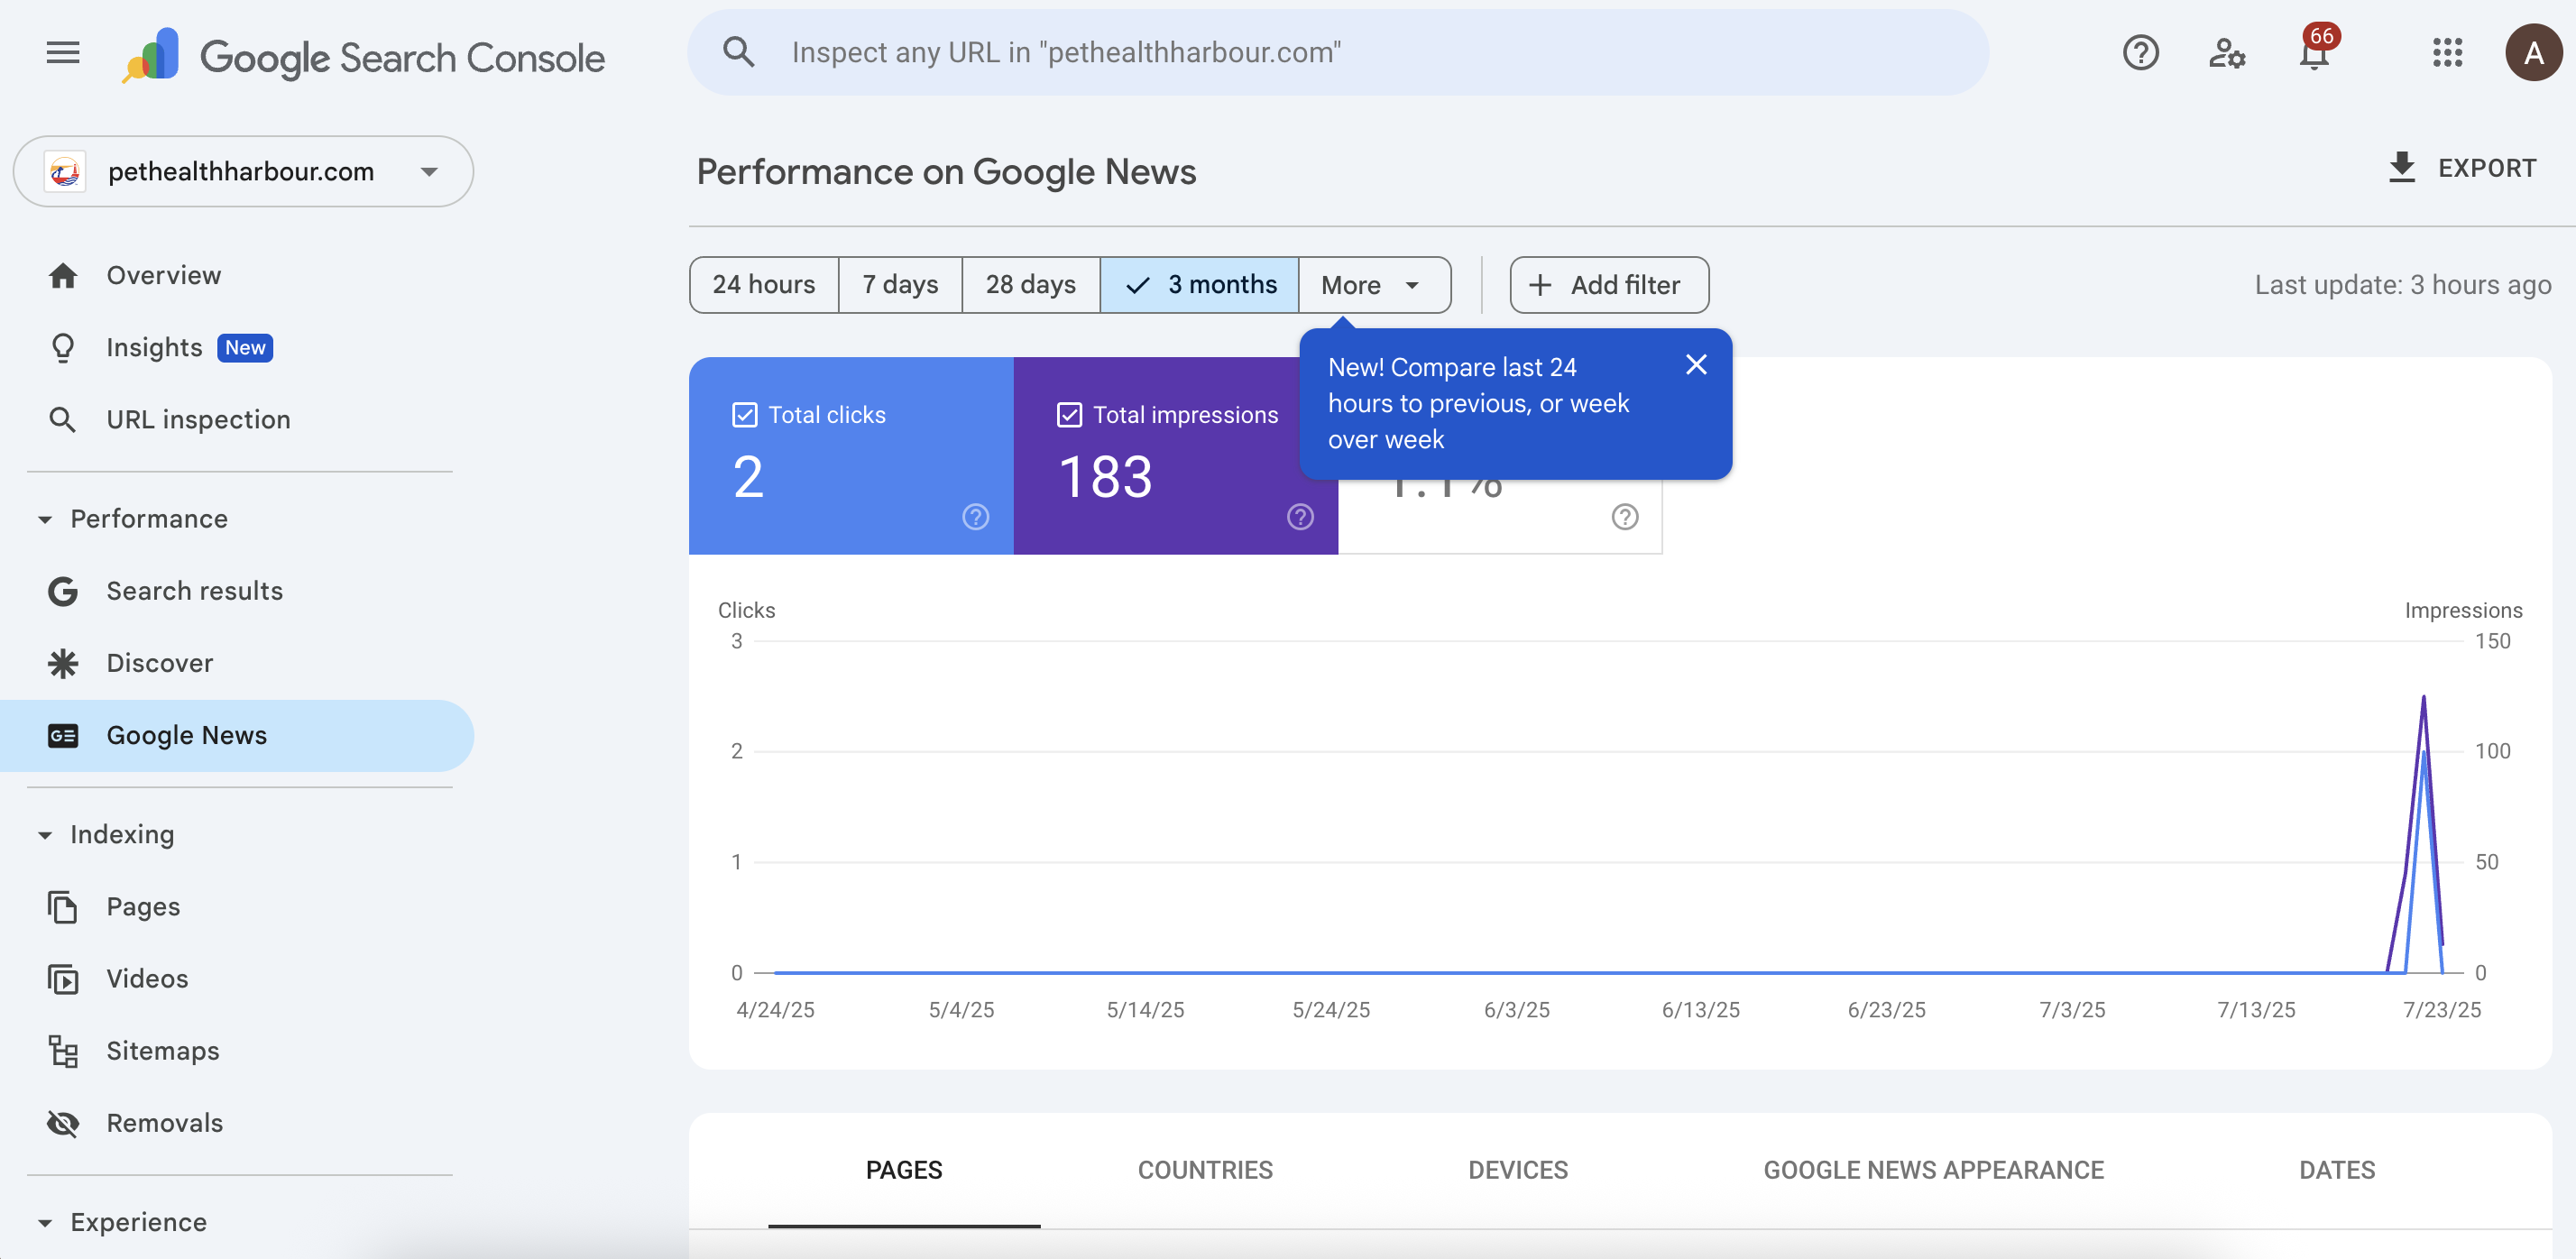 Google Search Console
Inspect any URL in "pethealthharbour.com"
66
A
pethealthharbour.com
Overview
Insights New
URL inspection
Performance
Search results
Discover
Google News
Indexing
Pages
Videos
Sitemaps
Removals
Experience
Performance on Google News
EXPORT
24 hours
7 days
28 days
3 months
More
Add filter
Last update: 3 hours ago
New! Compare last 24
hours to previous, or week
over week
Total clicks
2
Total impressions
183
1.1%
Clicks
Impressions
3
2
1
0
150
100
50
0
4/24/25
5/4/25
5/14/25
5/24/25
6/3/25
6/13/25
6/23/25
7/3/25
7/13/25
7/23/25
PAGES
COUNTRIES
DEVICES
GOOGLE NEWS APPEARANCE
DATES